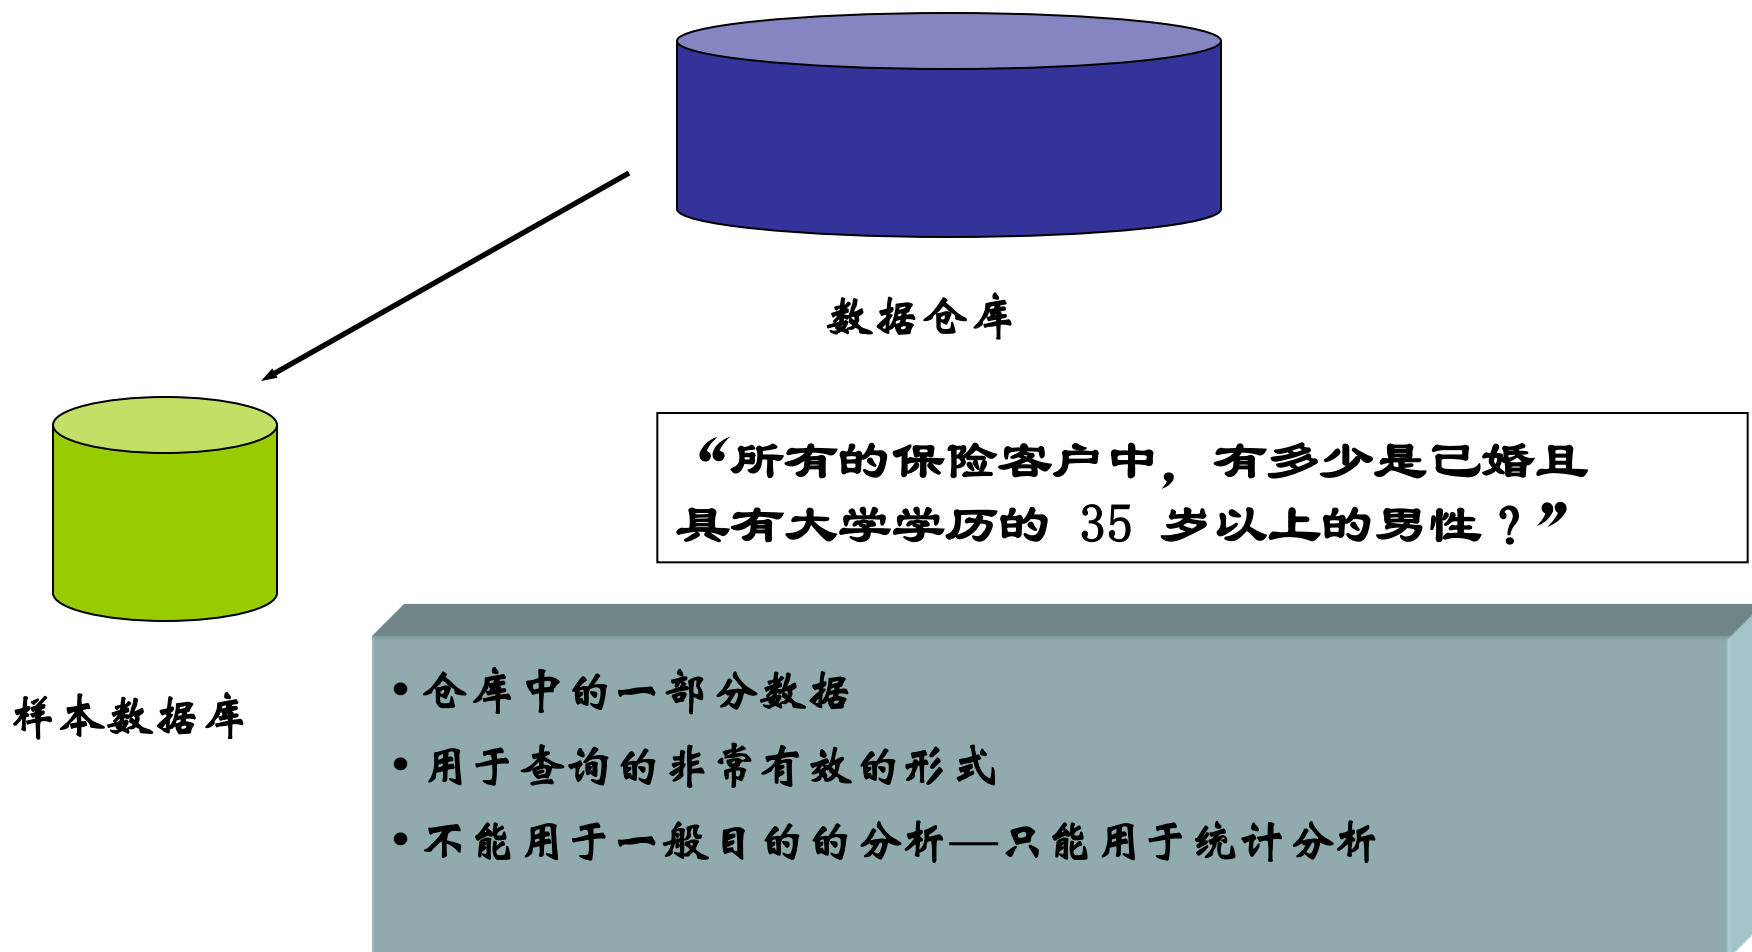 数据仓库
“所有的保险客户中，有多少是己婚且
具有大学学历的 35 岁以上的男性？”
样本数据库
• 仓库中的一部分数据
• 用于查询的非常有效的形式
• 不能用于一般目的的分析—只能用于统计分析